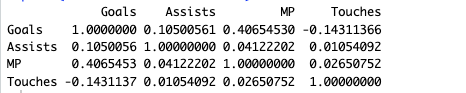 Goals Assists MP Touches
Goals 1.0000000 0.10500561 0.40654530 -0.14311366
Assists 0.1050056 1.00000000 0.04122202 0.01054092
MP 0.4065453 0.04122202 1.00000000 0.02650752
Touches -0.1431137 0.01054092 0.02650752 1.00000000